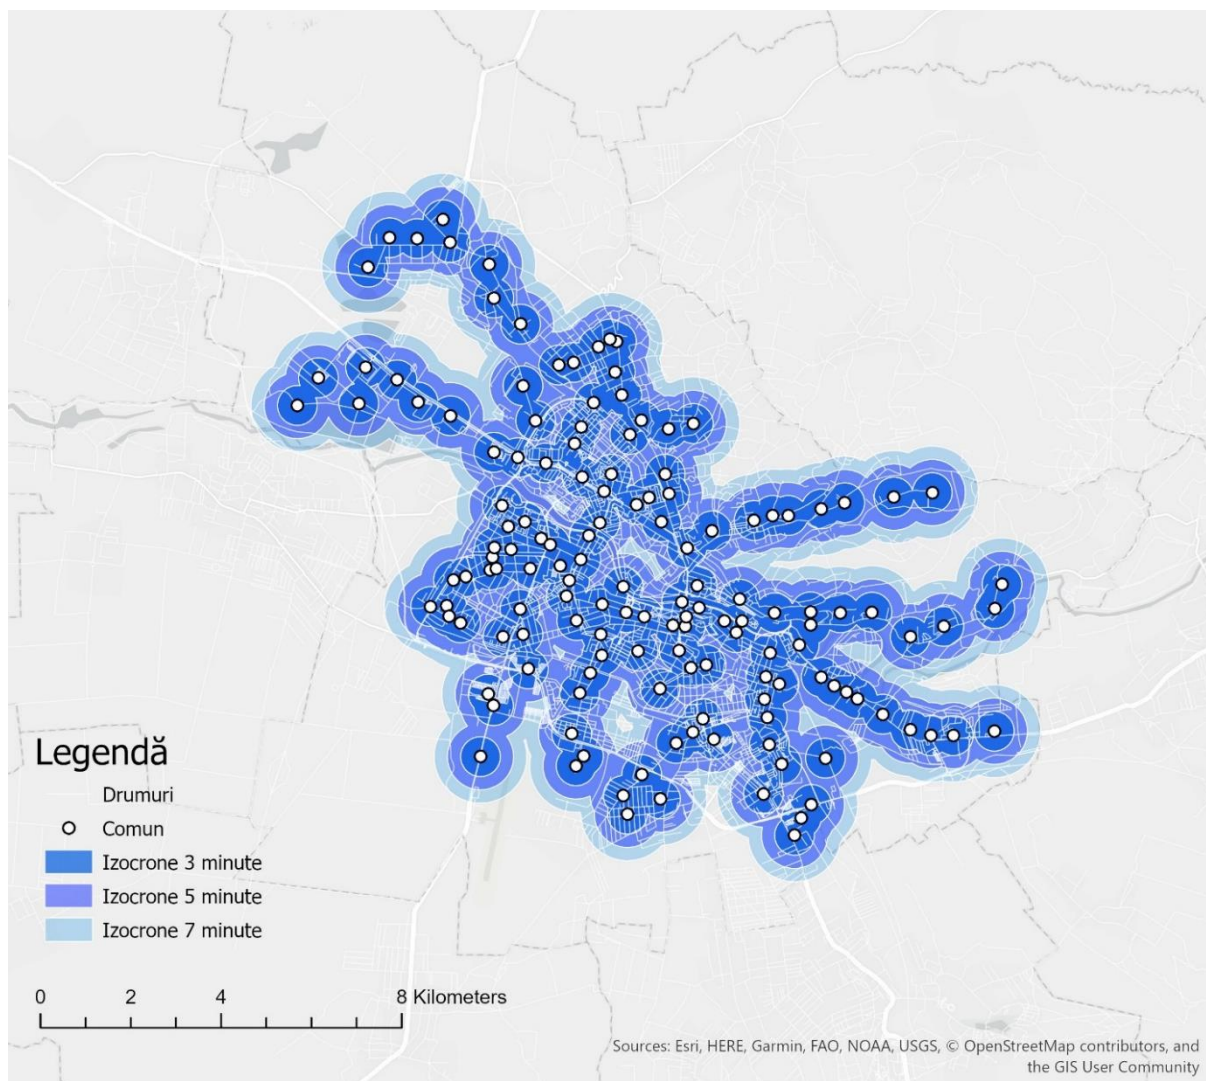 Legendă
Drumuri
Comun
Izocrone 3 minute
Izocrone 5 minute
Izocrone 7 minute
0 2 4 8 Kilometers
Sources: Esri, HERE, Garmin, FAO, NOAA, USGS, © OpenStreetMap contributors, and
the GIS User Community